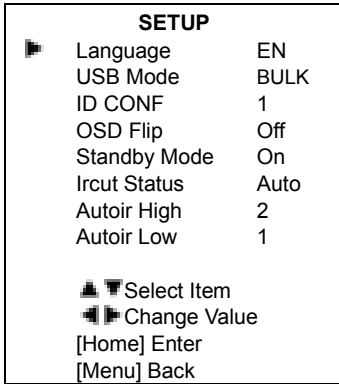 SETUP
Language EN
USB Mode BULK
ID CONF 1
OSD Flip Off
Standby Mode On
Ircut Status Auto
Autoir High 2
Autoir Low 1
▲▼Select Item
◀▶Change Value
[Home] Enter
[Menu] Back